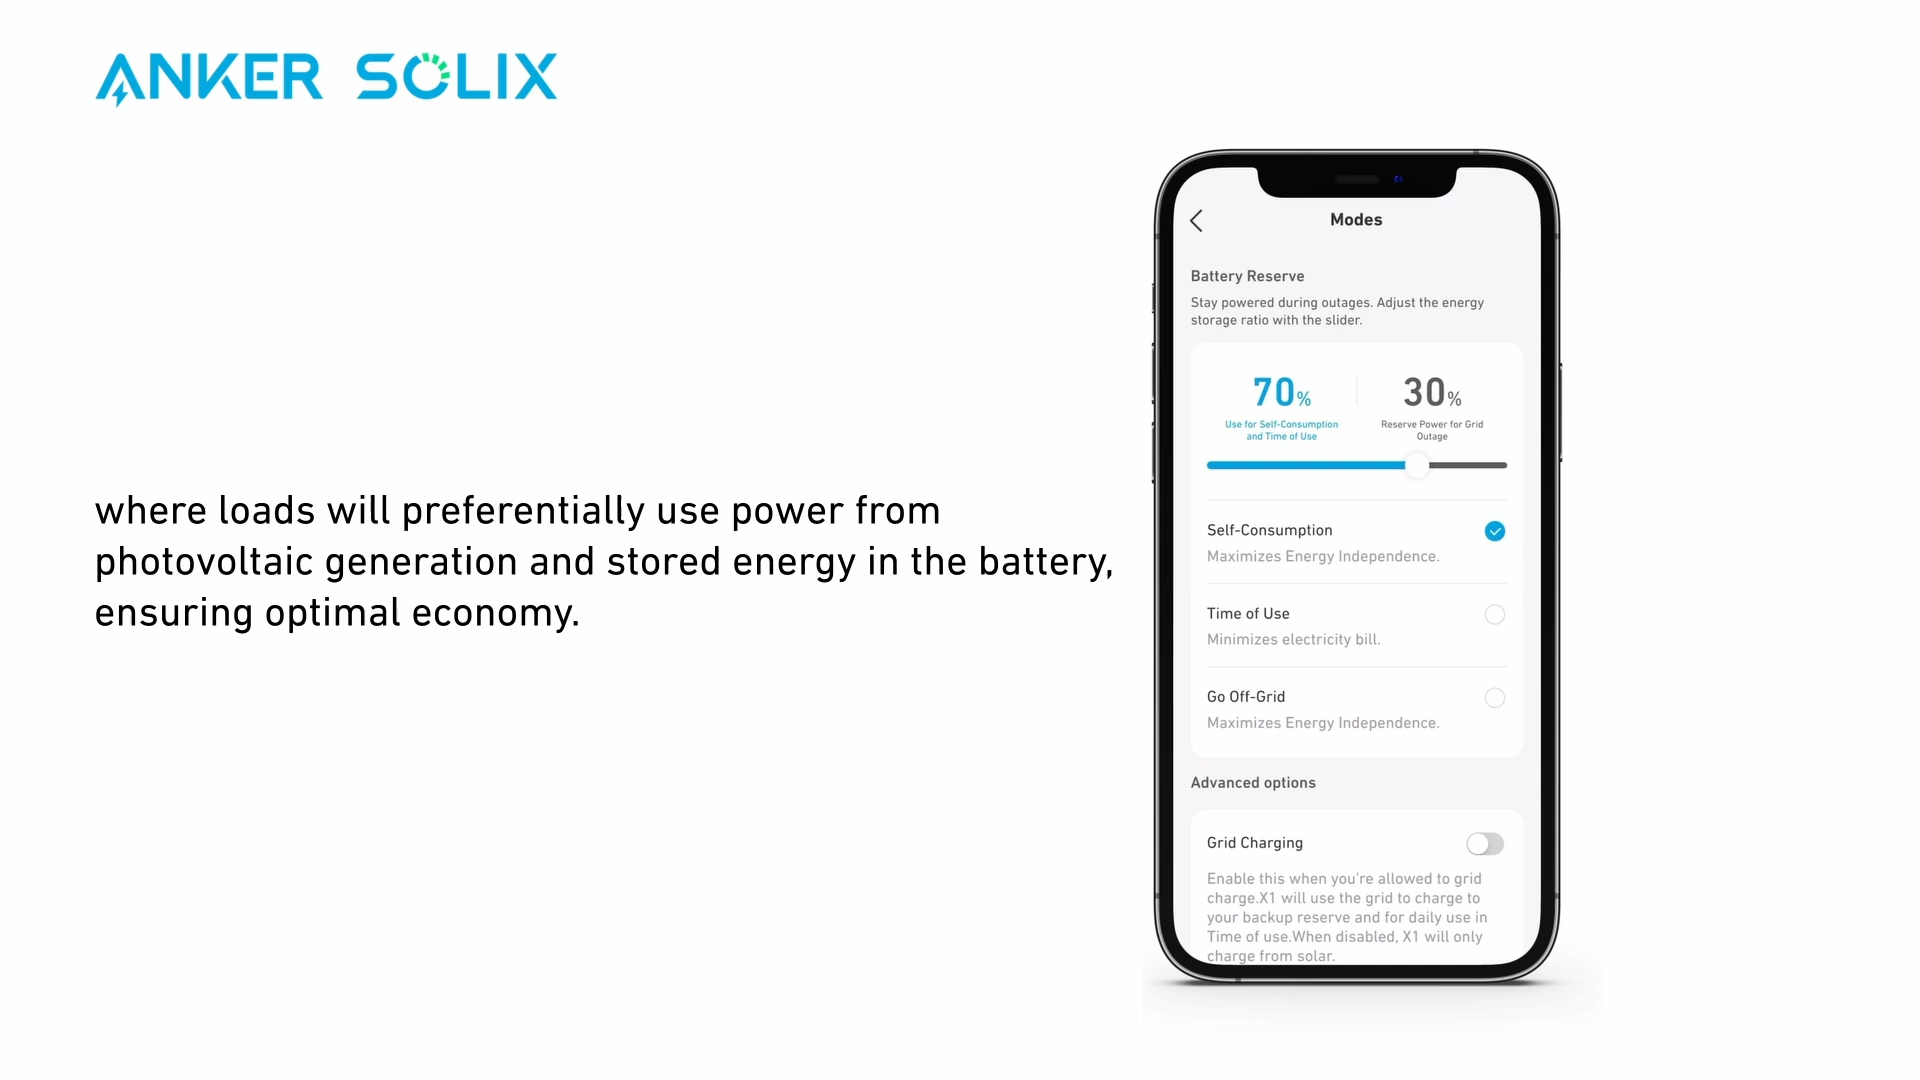 ANKER SOLIX
where loads will preferentially use power from
photovoltaic generation and stored energy in the battery,
ensuring optimal economy.
Modes
Battery Reserve
Stay powered during outages. Adjust the energy
storage ratio with the slider.
70%
Use for Self-Consumption
and Time of Use
30%
Reserve Power for Grid
Outage
Self-Consumption
Maximizes Energy Independence.
Time of Use
Minimizes electricity bill.
Go Off-Grid
Maximizes Energy Independence.
Advanced options
Grid Charging
Enable this when you're allowed to grid
charge.X1 will use the grid to charge to
your backup reserve and for daily use in
Time of use.When disabled, X1 will only
charge from solar.